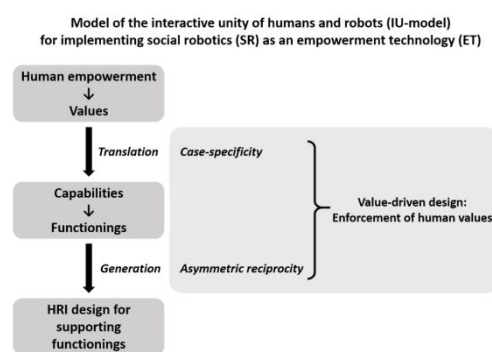 Model of the interactive unity of humans and robots (IU-model)
for implementing social robotics (SR) as an empowerment technology (ET)
Human empowerment
↓
Values
Translation
Case-specificity
Capabilities
↓
Functionings
Value-driven design:
Enforcement of human values
Generation
Asymmetric reciprocity
HRI design for
supporting
functionings